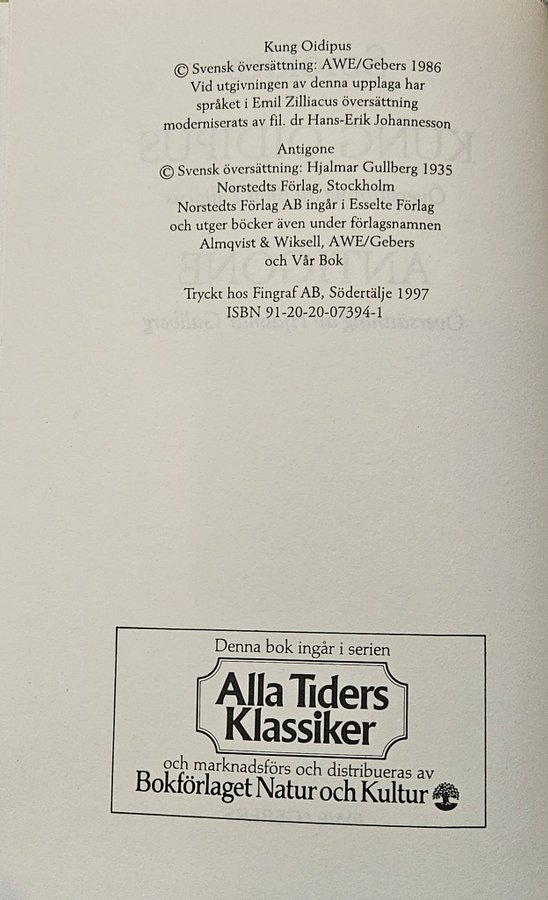 Kung Oidipus
© Svensk översättning: AWE/Gebers 1986
Vid utgivningen av denna upplaga har
språket i Emil Zilliacus översättning
moderniserats av fil. dr Hans-Erik Johannesson
Antigone
© Svensk översättning: Hjalmar Gullberg 1935
Norstedts Förlag, Stockholm
Norstedts Förlag AB ingår i Esselte Förlag
och utger böcker även under förlagsnamnen
Almqvist & Wiksell, AWE/Gebers
och Vår Bok
Tryckt hos Fingraf AB, Södertälje 1997
ISBN 91-20-20-07394-1
Denna bok ingår i serien
Alla Tiders
Klassiker
och marknadsförs och distribueras av
Bokförlaget Natur och Kultur